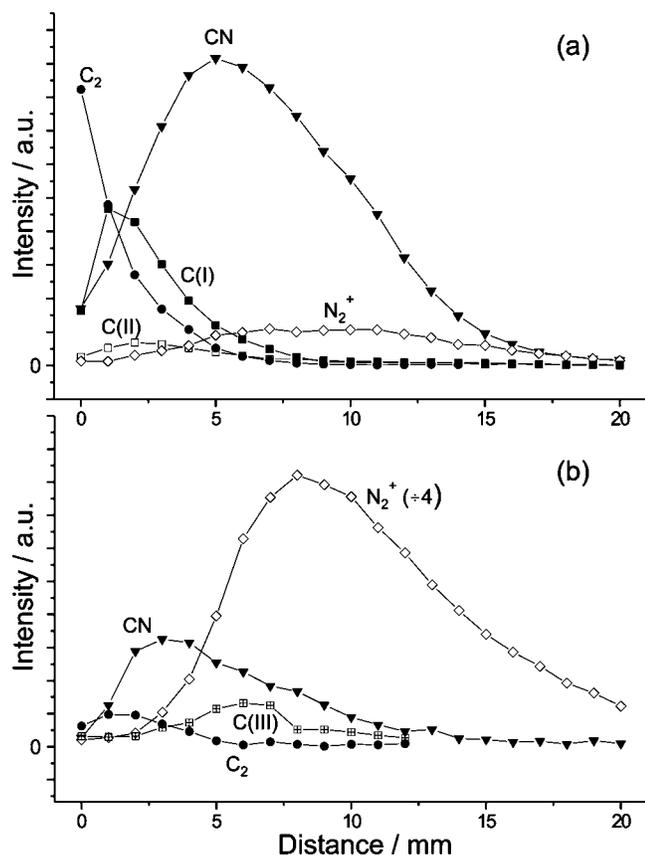 (a)
CN
C₂
C(I)
C(II)
N₂⁺
Intensity / a.u.
0
0 5 10 15 20
(b)
N₂⁺ (÷4)
CN
C(III)
C₂
Intensity / a.u.
0
0 5 10 15 20
Distance / mm